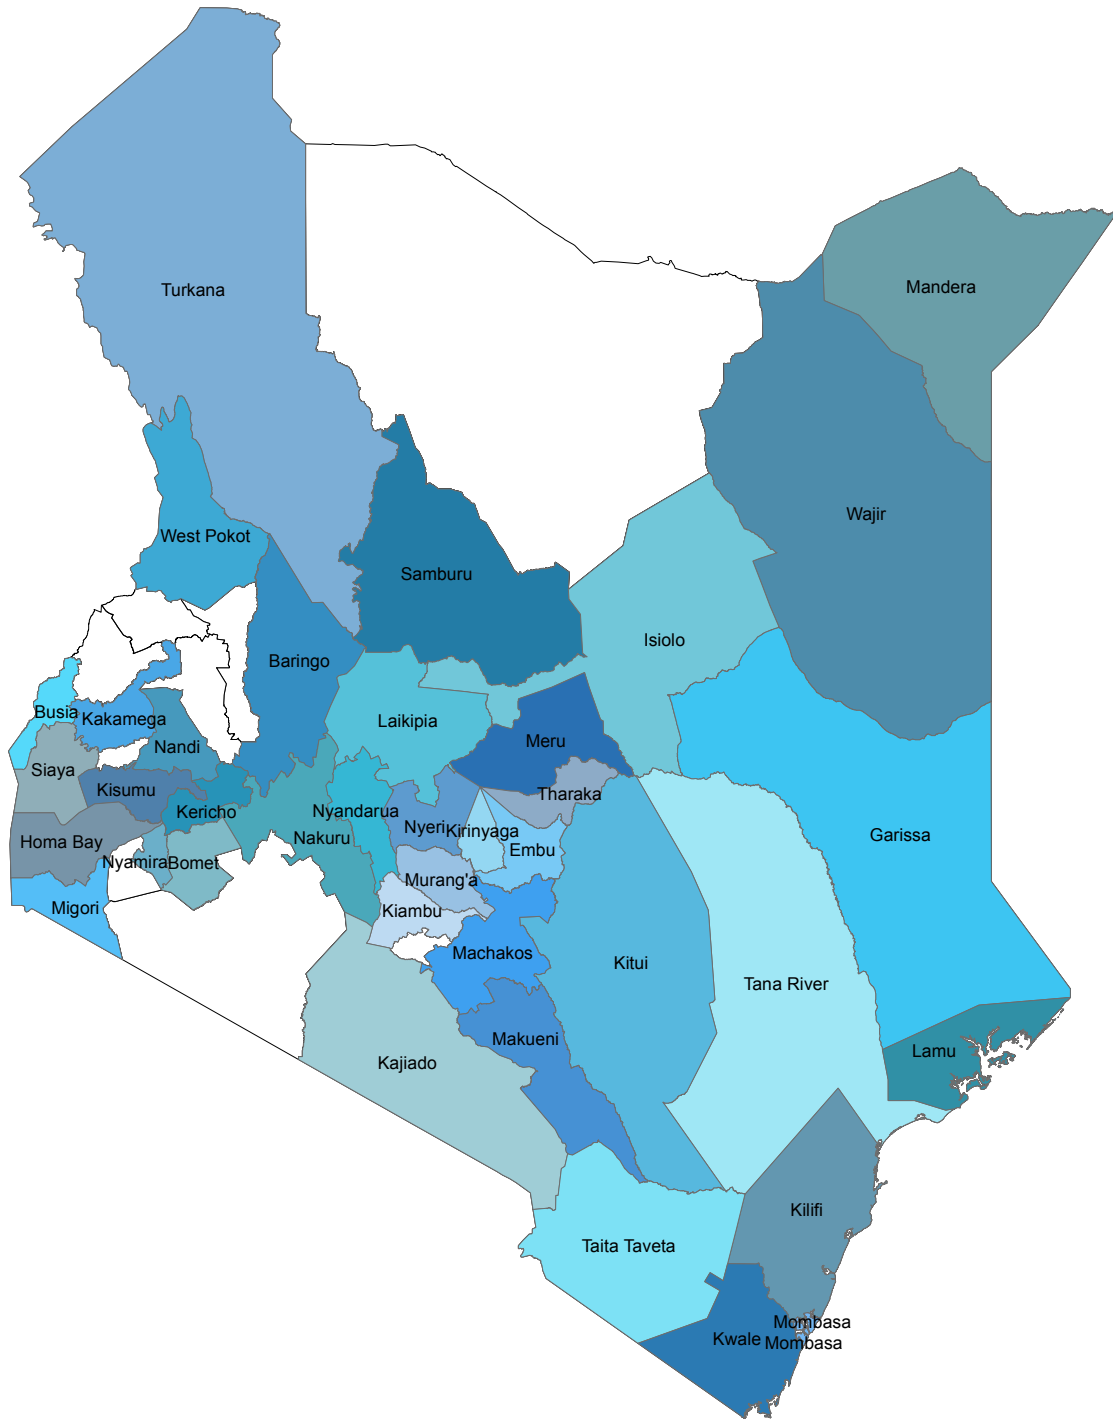 Mandera
Turkana
Wajir
West Pokot
Samburu
Isiolo
Baringo
Busia
Kakamega
Laikipia
Nandi
Meru
Siaya
Kisumu
Tharaka
Kericho
Nyandarua
Nyeri
Kirinyaga
Garissa
Nakuru
Homa Bay
Embu
Nyamira
Bomet
Murang'a
Migori
Kiambu
Machakos
Kitui
Tana River
Makueni
Lamu
Kajiado
Kilifi
Taita Taveta
Mombasa
Kwale
Mombasa